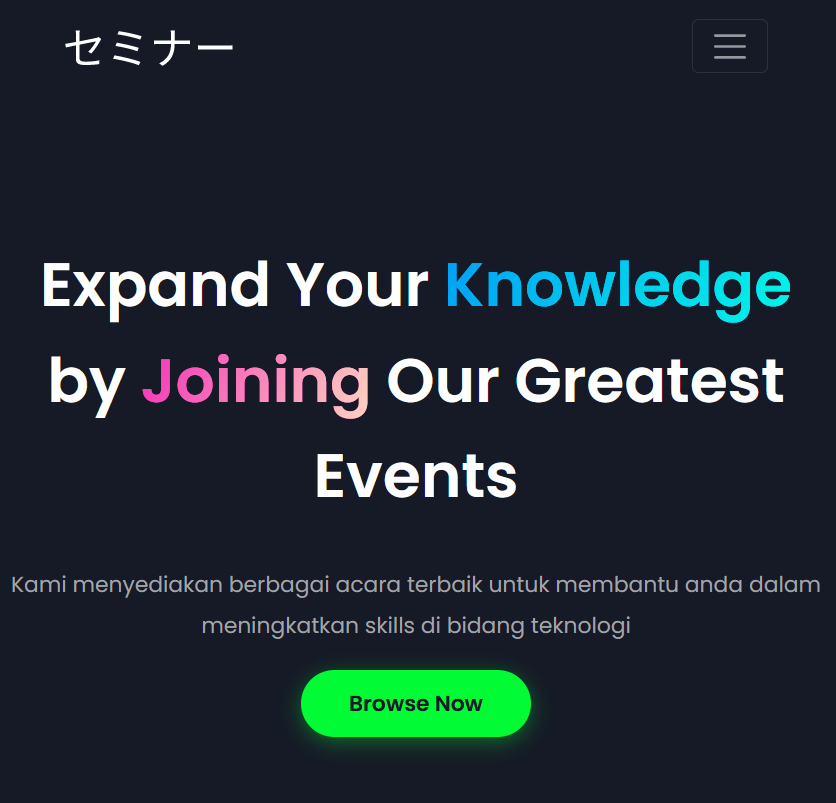 セミナー
Expand Your Knowledge
by Joining Our Greatest
Events
Kami menyediakan berbagai acara terbaik untuk membantu anda dalam
meningkatkan skills di bidang teknologi
Browse Now